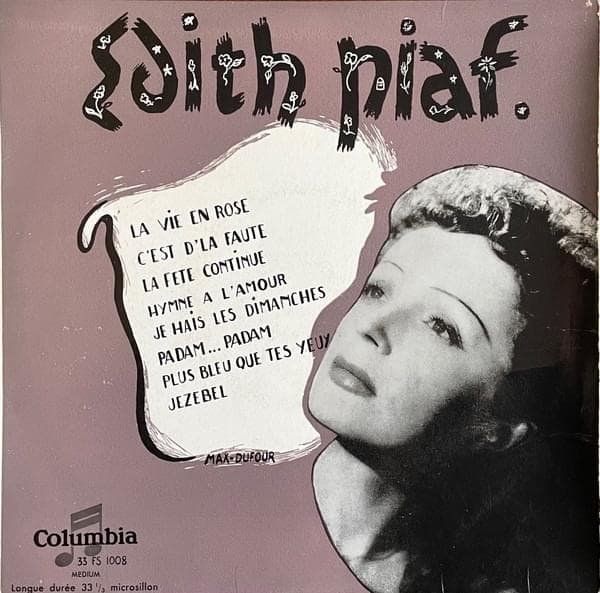 Edith piaf.
LA VIE EN ROSE
C'EST D'LA FAUTE
LA FETE CONTINUE
HYMNE A L'AMOUR
JE HAIS LES DIMANCHES
PADAM... PADAM
PLUS BLEU QUE TES YEUX
JEZEBEL
MAX-DUFOUR
Columbia
33 FS 1008
MEDIUM
Longue durée 33 1/3 microsillon